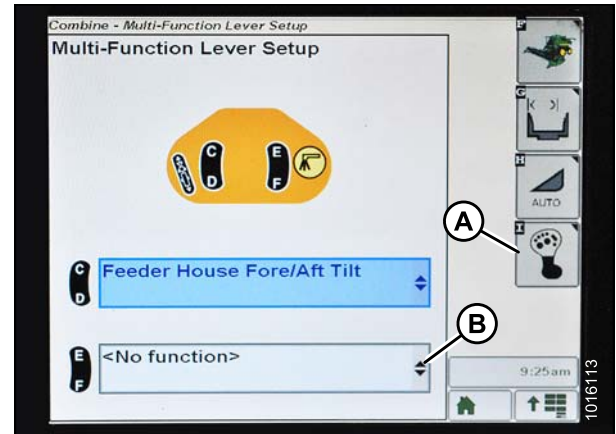 Combine - Multi-Function Lever Setup
Multi-Function Lever Setup
F
G
H
AUTO
I
A
C
D
E
F
C
D
Feeder House Fore/Aft Tilt
B
E
F
<No function>
9:25am
1016113